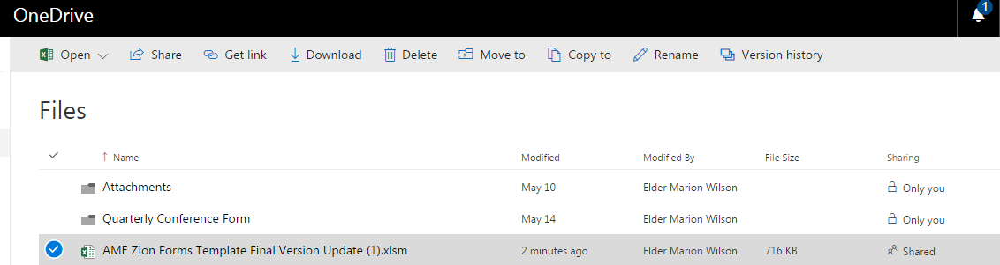 OneDrive 1
Open Share Get link Download Delete Move to Copy to Rename Version history
Files
Name Modified Modified By File Size Sharing
Attachments May 10 Elder Marion Wilson Only you
Quarterly Conference Form May 14 Elder Marion Wilson Only you
AME Zion Forms Template Final Version Update (1).xlsm 2 minutes ago Elder Marion Wilson 716 KB Shared